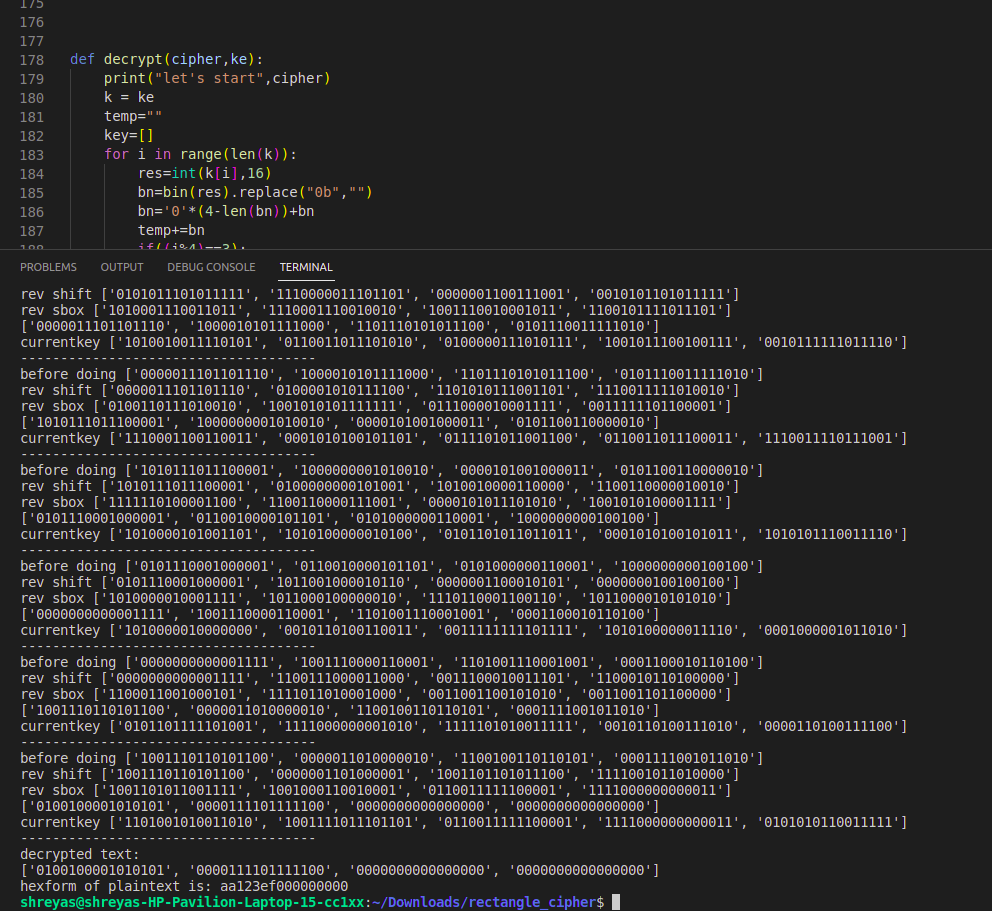 175
176
177
178 def decrypt(cipher,ke):
179 print("let's start",cipher)
180 k = ke
181 temp=""
182 key=[]
183 for i in range(len(k)):
184 res=int(k[i],16)
185 bn=bin(res).replace("0b","")
186 bn='0'*(4-len(bn))+bn
187 temp+=bn
188 if((i%4)==3):
PROBLEMS OUTPUT DEBUG CONSOLE TERMINAL
rev shift ['0101011101011111', '1110000011101101', '0000001100111001', '0010101101011111']
rev sbox ['1010001110011011', '1110001110010010', '1001110010001011', '1100101111011101']
['0000011101101110', '1000010101111000', '1101110101011100', '0101110011111010']
currentkey ['1010010011110101', '0110011011101010', '0100000111010111', '1001011100100111', '0010111111011110']
-------------------------------------
before doing ['0000011101101110', '1000010101111000', '1101110101011100', '0101110011111010']
rev shift ['0000011101101110', '0100001010111100', '1101010111001101', '1110011111010010']
rev sbox ['0100110111010010', '1001010101111111', '0111000010001111', '0011111101100001']
['1010111011100001', '1000000001010010', '0000101001000011', '0101100110000010']
currentkey ['1110001100110011', '0001010100101101', '0111101011001100', '0110011011100011', '1110011110111001']
-------------------------------------
before doing ['1010111011100001', '1000000001010010', '0000101001000011', '0101100110000010']
rev shift ['1010111011100001', '0100000000101001', '1010010000110000', '1100110000010010']
rev sbox ['1111110100001100', '1100110000111001', '0000101011101010', '1001010100001111']
['0101110001000001', '0110010000101101', '0101000000110001', '1000000000100100']
currentkey ['1010000101001101', '1010100000010100', '0101101011011011', '0001010100101011', '1010101110011110']
-------------------------------------
before doing ['0101110001000001', '0110010000101101', '0101000000110001', '1000000000100100']
rev shift ['0101110001000001', '1011001000010110', '0000001100010101', '0000000100100100']
rev sbox ['1010000010001111', '1011000100000010', '1110110001100110', '1011000010101010']
['0000000000001111', '1001110000110001', '1101001110001001', '0001100010110100']
currentkey ['1010000010000000', '0010110100110011', '0011111111101111', '1010100000011110', '0001000001011010']
-------------------------------------
before doing ['0000000000001111', '1001110000110001', '1101001110001001', '0001100010110100']
rev shift ['0000000000001111', '1100111000011000', '0011100010011101', '1100010110100000']
rev sbox ['1100011001000101', '1111011010001000', '0011001100101010', '0011001101100000']
['1001110110101100', '0000011010000010', '1100100110110101', '0001111001011010']
currentkey ['0101101111101001', '1111000000001010', '1111101010011111', '0010110100111010', '0000110100111100']
-------------------------------------
before doing ['1001110110101100', '0000011010000010', '1100100110110101', '0001111001011010']
rev shift ['1001110110101100', '0000001101000001', '1001101101011100', '1111001011010000']
rev sbox ['1001101011001111', '1001000110010001', '0110011111100001', '1111000000000011']
['0100100001010101', '0000111101111100', '0000000000000000', '0000000000000000']
currentkey ['1101001010011010', '1001111011101101', '0110011111100001', '1111000000000011', '0101010110011111']
-------------------------------------
decrypted text:
['0100100001010101', '0000111101111100', '0000000000000000', '0000000000000000']
hexform of plaintext is: aa123ef000000000
shreyas@shreyas-HP-Pavilion-Laptop-15-cc1xx:~/Downloads/rectangle_cipher$